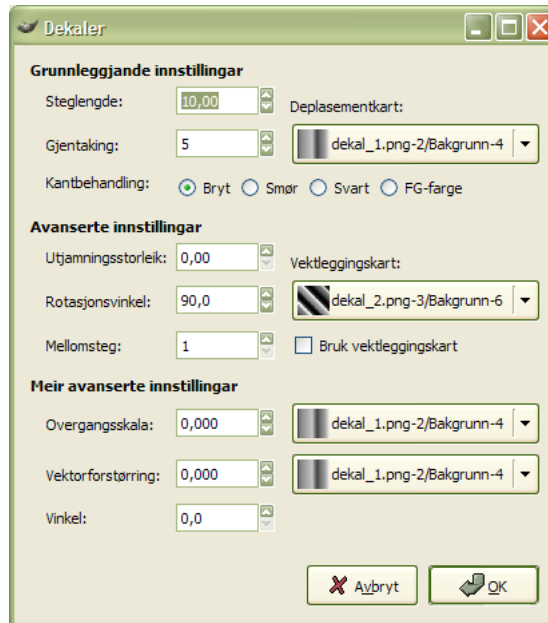 Dekaler
Grunnleggjande innstillingar
Steglengde: 10,00 Deplasementkart:
Gjentaking: 5 dekal_1.png-2/Bakgrunn-4
Kantbehandling: Bryt Smør Svart FG-farge
Avanserte innstillingar
Utjamningsstorleik: 0,00 Vektleggingskart:
Rotasjonsvinkel: 90,0 dekal_2.png-3/Bakgrunn-6
Mellomsteg: 1 Bruk vektleggingskart
Meir avanserte innstillingar
Overgangsskala: 0,000 dekal_1.png-2/Bakgrunn-4
Vektorforstørring: 0,000 dekal_1.png-2/Bakgrunn-4
Vinkel: 0,0
Avbryt OK